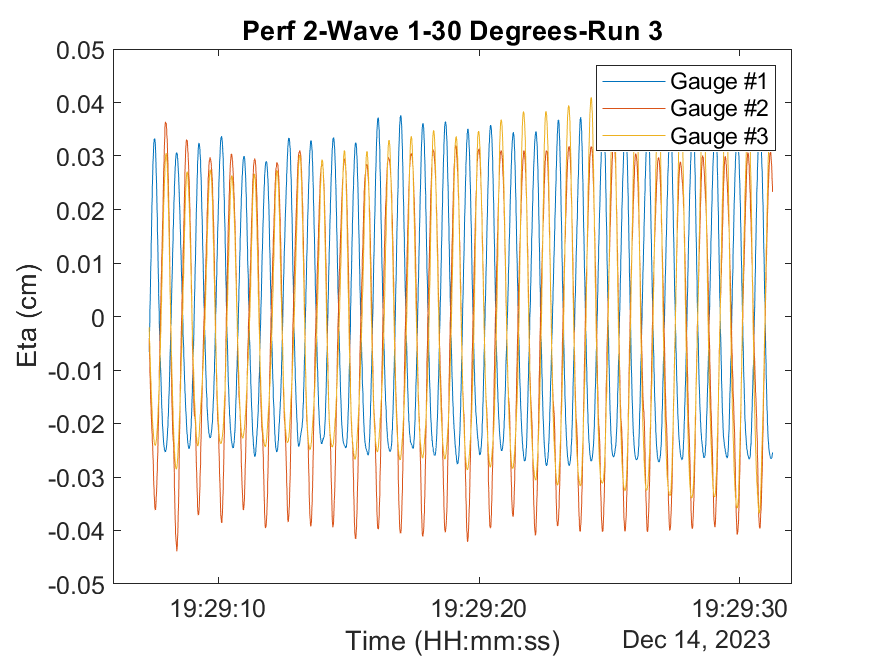 Perf 2-Wave 1-30 Degrees-Run 3
0.05
0.04
0.03
0.02
0.01
0
-0.01
-0.02
-0.03
-0.04
-0.05
Eta (cm)
Gauge #1
Gauge #2
Gauge #3
19:29:10
19:29:20
19:29:30
Time (HH:mm:ss)
Dec 14, 2023